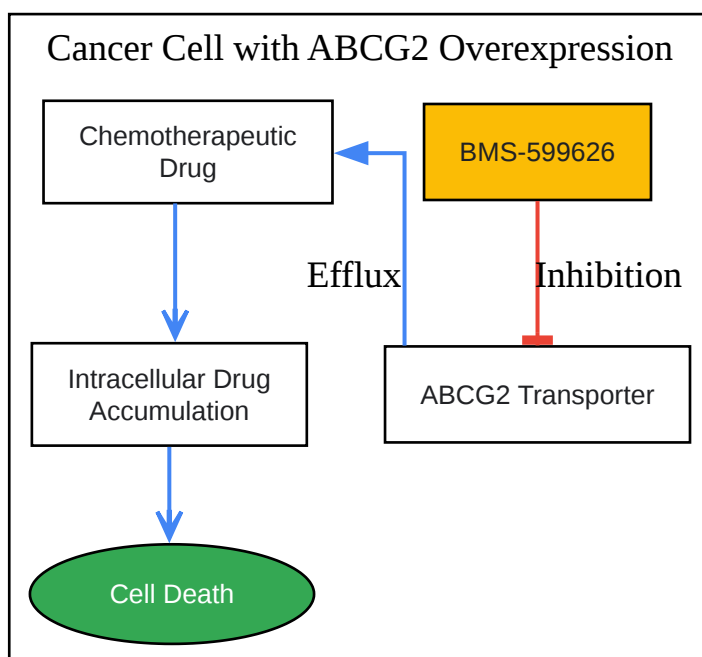 Cancer Cell with ABCG2 Overexpression
Chemotherapeutic
Drug
BMS-599626
Efflux
Inhibition
Intracellular Drug
Accumulation
ABCG2 Transporter
Cell Death